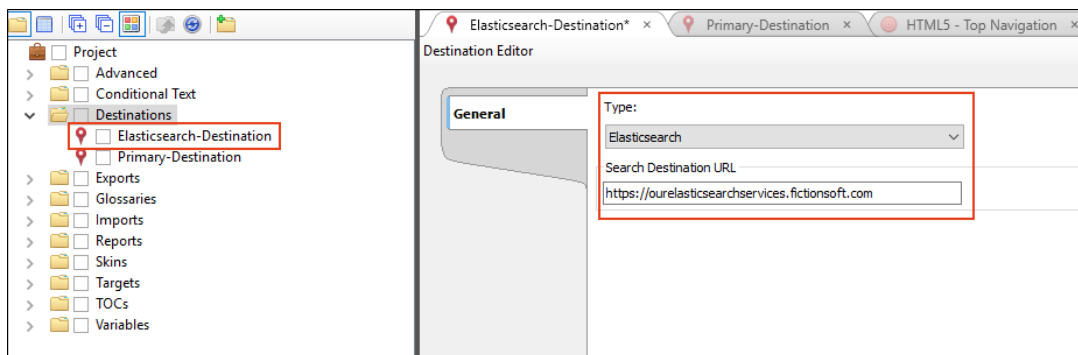 Project
Advanced
Conditional Text
Destinations
Elasticsearch-Destination
Primary-Destination
Exports
Glossaries
Imports
Reports
Skins
Targets
TOCs
Variables
Elasticsearch-Destination* × Primary-Destination × HTML5 - Top Navigation ×
Destination Editor
General
Type:
Elasticsearch
Search Destination URL
https://ourelasticsearchservices.fictionsoft.com